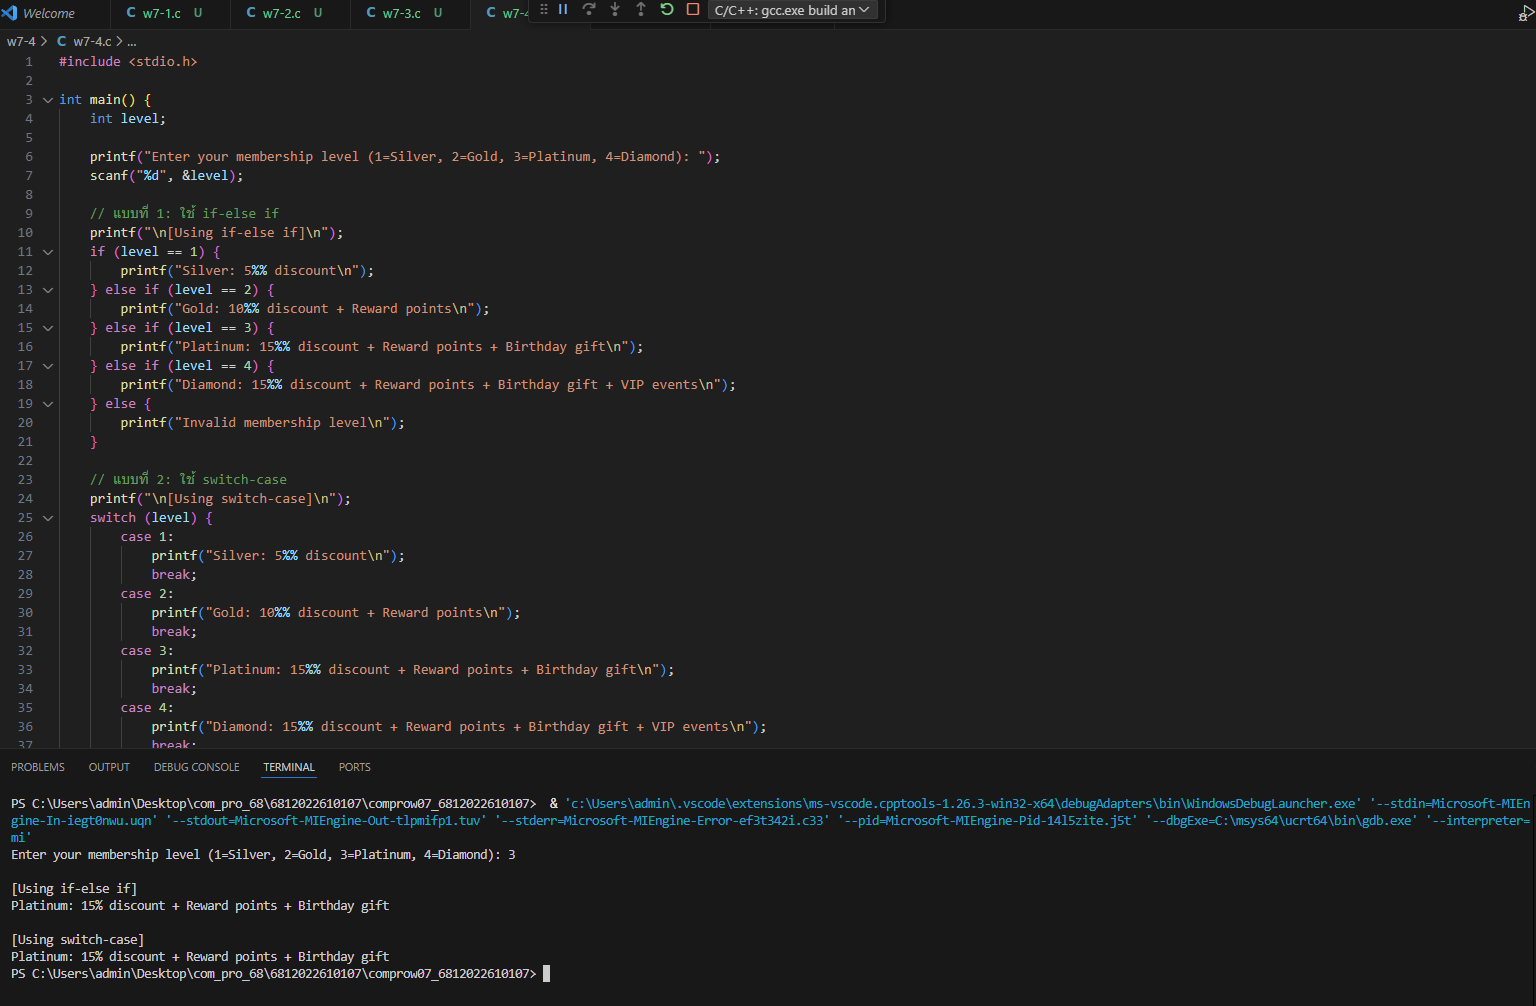 Welcome
C w7-1.c U
C w7-2.c U
C w7-3.c U
C w7-4
C/C++: gcc.exe build an
w7-4 > C w7-4.c > ...
1 #include <stdio.h>
2
3 int main() {
4 int level;
5
6 printf("Enter your membership level (1=Silver, 2=Gold, 3=Platinum, 4=Diamond): ");
7 scanf("%d", &level);
8
9 // แบบที่ 1: ใช้ if-else if
10 printf("\n[Using if-else if]\n");
11 if (level == 1) {
12 printf("Silver: 5%% discount\n");
13 } else if (level == 2) {
14 printf("Gold: 10%% discount + Reward points\n");
15 } else if (level == 3) {
16 printf("Platinum: 15%% discount + Reward points + Birthday gift\n");
17 } else if (level == 4) {
18 printf("Diamond: 15%% discount + Reward points + Birthday gift + VIP events\n");
19 } else {
20 printf("Invalid membership level\n");
21 }
22
23 // แบบที่ 2: ใช้ switch-case
24 printf("\n[Using switch-case]\n");
25 switch (level) {
26 case 1:
27 printf("Silver: 5%% discount\n");
28 break;
29 case 2:
30 printf("Gold: 10%% discount + Reward points\n");
31 break;
32 case 3:
33 printf("Platinum: 15%% discount + Reward points + Birthday gift\n");
34 break;
35 case 4:
36 printf("Diamond: 15%% discount + Reward points + Birthday gift + VIP events\n");
37 break;
PROBLEMS OUTPUT DEBUG CONSOLE TERMINAL PORTS
PS C:\Users\admin\Desktop\com_pro_68\6812022610107\comprow07_6812022610107> & 'c:\Users\admin\.vscode\extensions\ms-vscode.cpptools-1.26.3-win32-x64\debugAdapters\bin\WindowsDebugLauncher.exe' '--stdin=Microsoft-MIEn
gine-In-iegt0nwu.uqn' '--stdout=Microsoft-MIEngine-Out-tlpmifp1.tuv' '--stderr=Microsoft-MIEngine-Error-ef3t342i.c33' '--pid=Microsoft-MIEngine-Pid-14l5zite.j5t' '--dbgExe=C:\msys64\ucrt64\bin\gdb.exe' '--interpreter=
mi'
Enter your membership level (1=Silver, 2=Gold, 3=Platinum, 4=Diamond): 3
[Using if-else if]
Platinum: 15% discount + Reward points + Birthday gift
[Using switch-case]
Platinum: 15% discount + Reward points + Birthday gift
PS C:\Users\admin\Desktop\com_pro_68\6812022610107\comprow07_6812022610107>